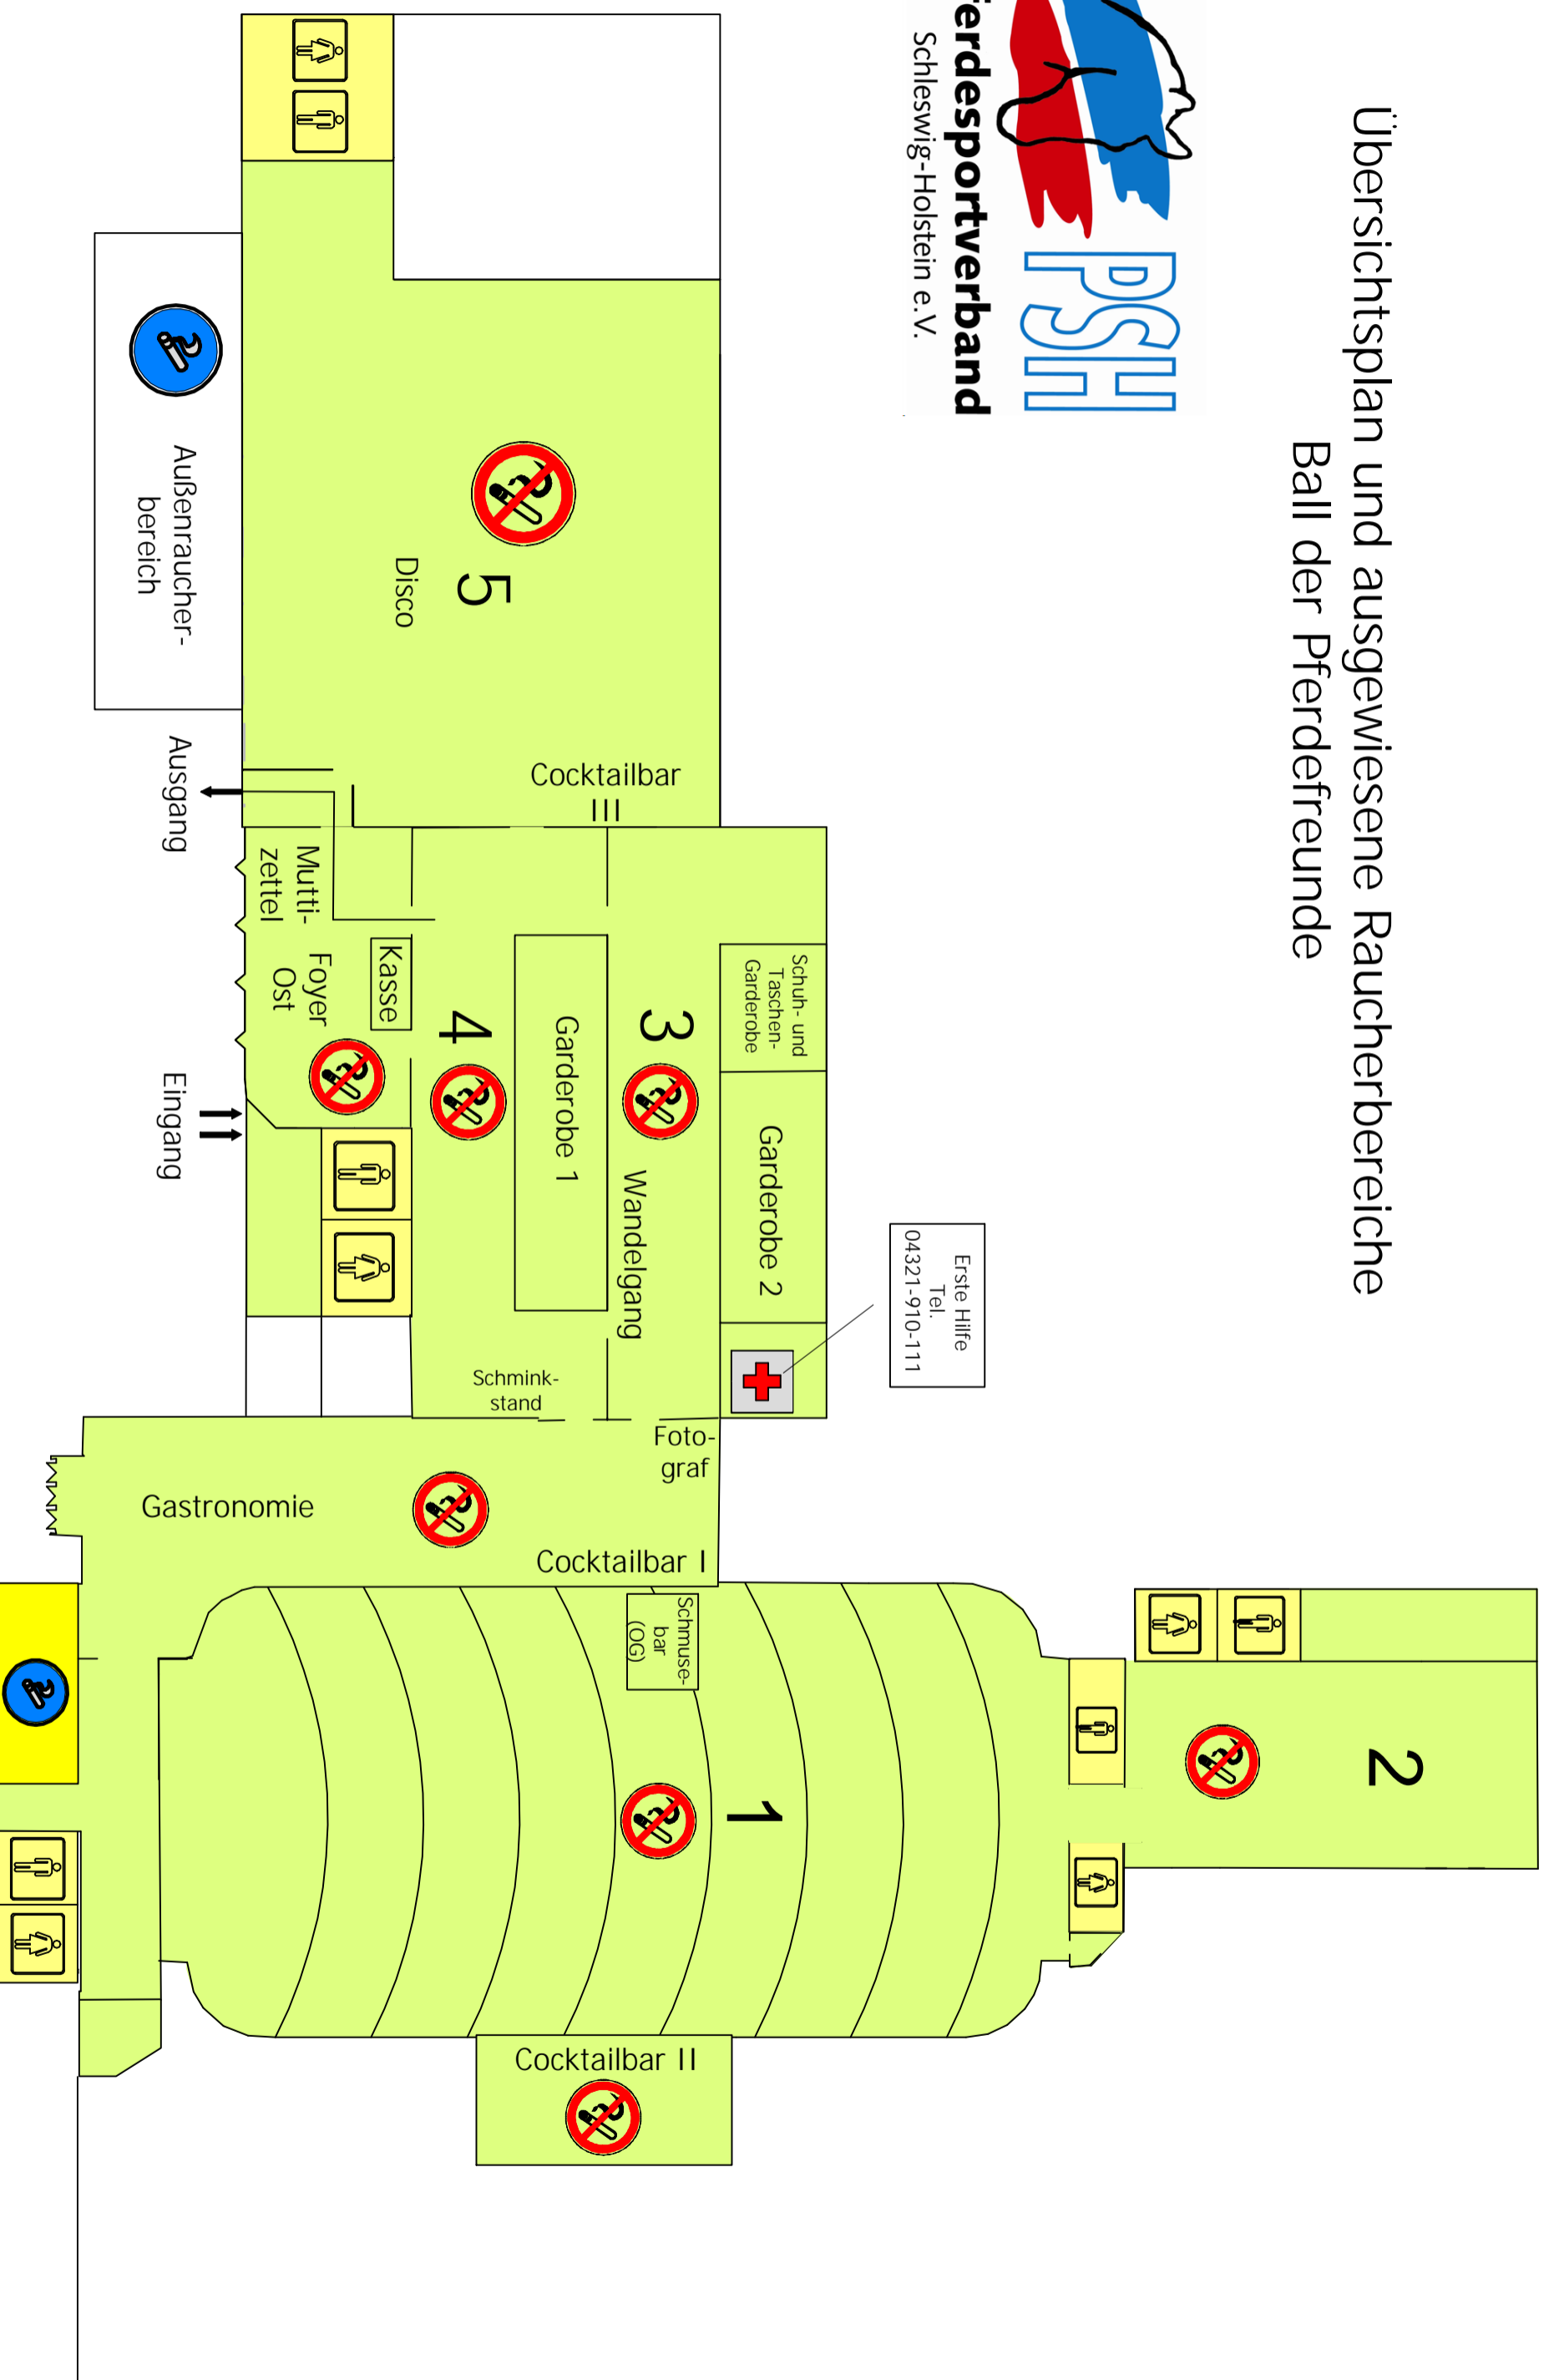 Übersichtsplan und ausgewiesene Raucherbereiche
Ball der Pferdefreunde
PSH
ferdesportverband
Schleswig-Holstein e.V.
2
Erste Hilfe
Tel.
04321-910-111
Schuh- und
Taschen-
Garderobe
Garderobe 2
3
Wandelgang
Garderobe 1
4
Kasse
Foyer
Ost
Mutti-
zettel
Eingang
Ausgang
5
Disco
Cocktailbar
III
Außenraucher-
bereich
Schmink-
stand
Foto-
graf
Gastronomie
Cocktailbar I
Schmuse-
bar
(OG)
1
Cocktailbar II